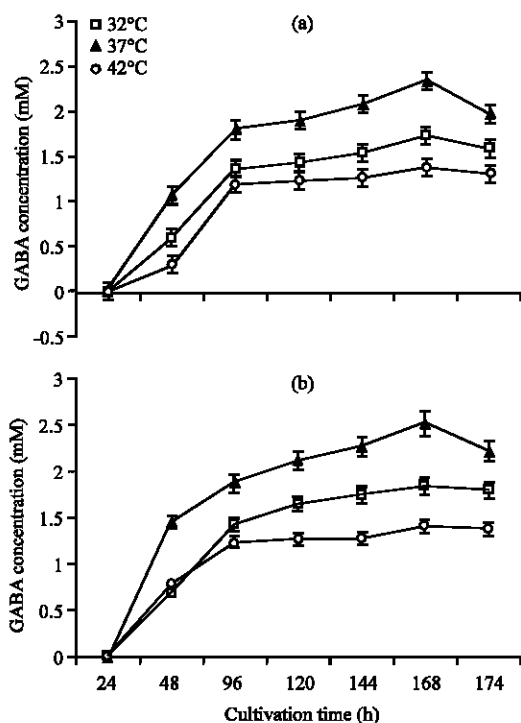 (a)
32°C
37°C
42°C
GABA concentration (mM)
3
2.5
2
1.5
1
0.5
0
-0.5
(b)
GABA concentration (mM)
3
2.5
2
1.5
1
0.5
0
24 48 96 120 144 168 174
Cultivation time (h)